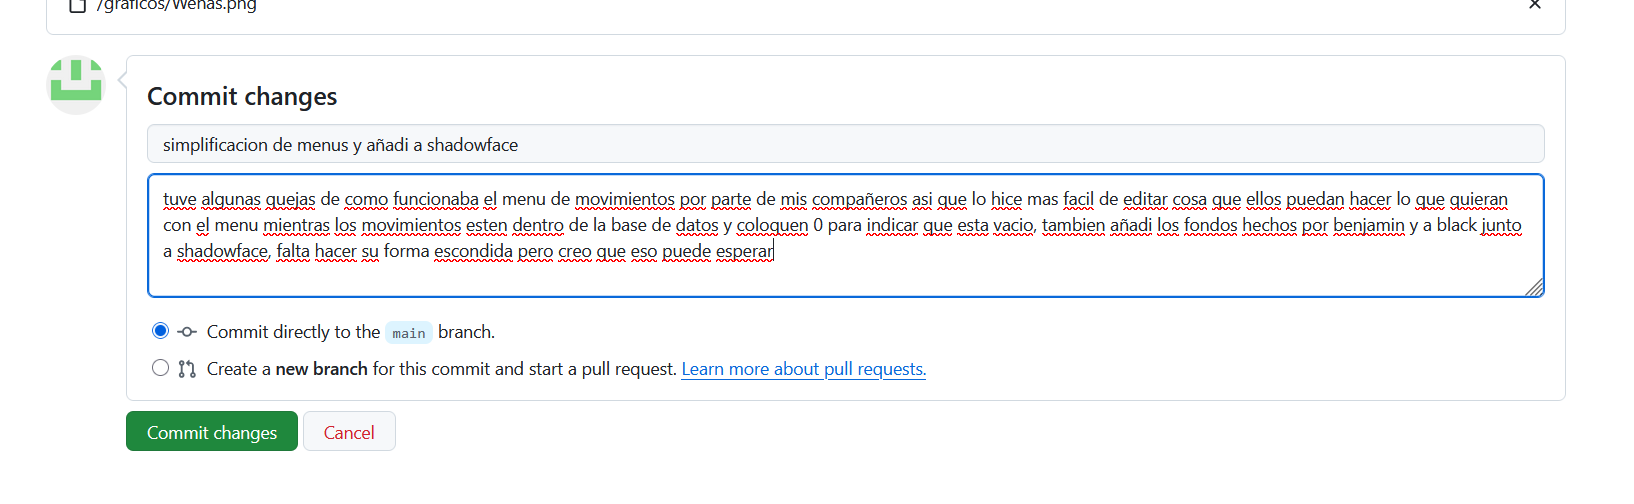 /graficos/Wenas.png
Commit changes
simplificacion de menus y añadi a shadowface
tuve algunas quejas de como funcionaba el menu de movimientos por parte de mis compañeros asi que lo hice mas facil de editar cosa que ellos puedan hacer lo que quieran
con el menu mientras los movimientos esten dentro de la base de datos y coloquen 0 para indicar que esta vacio, tambien añadi los fondos hechos por benjamin y a black junto
a shadowface, falta hacer su forma escondida pero creo que eso puede esperar
Commit directly to the main branch.
Create a new branch for this commit and start a pull request. Learn more about pull requests.
Commit changes Cancel